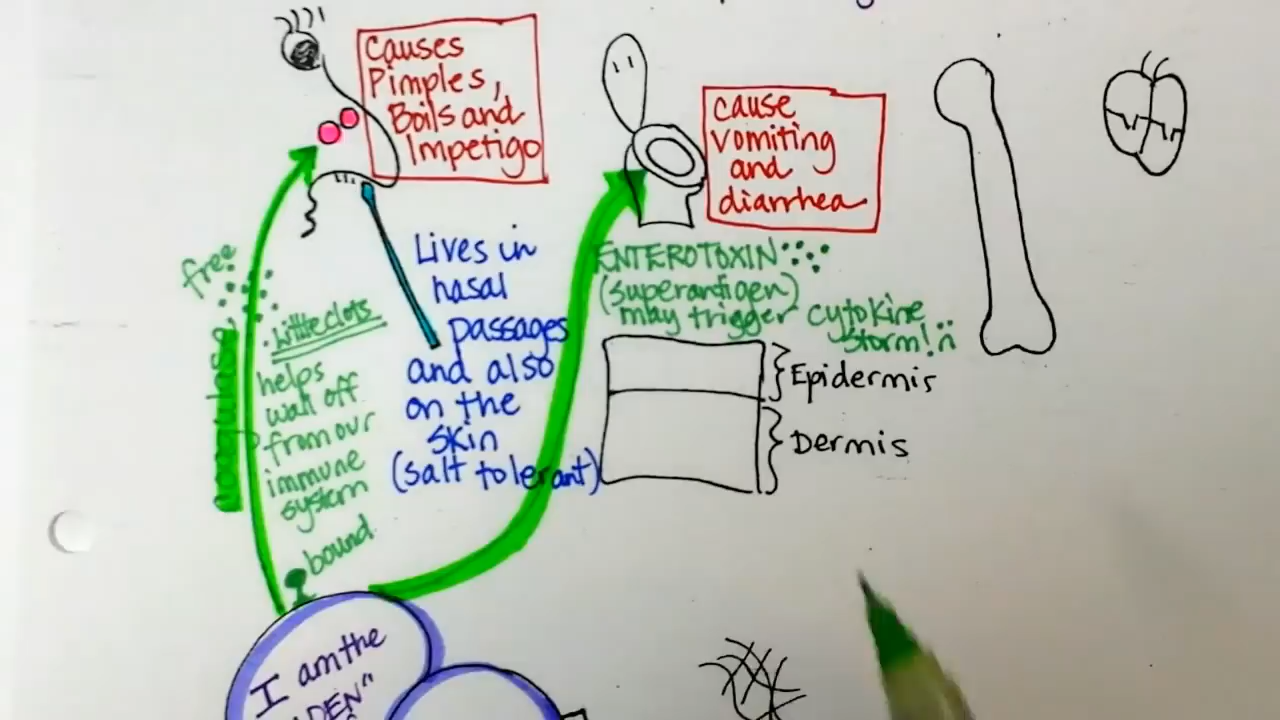 Causes
Pimples,
Boils and
Impetigo
cause
vomiting
and
diarrhea
Lives in
nasal
passages
and also
on the
skin
(salt tolerant)
ENTEROTOXIN
(superantigen)
may trigger cytokine
storm!
Epidermis
Dermis
free
coagulase
little clots
helps
wall off
from our
immune
system
bound
I am the